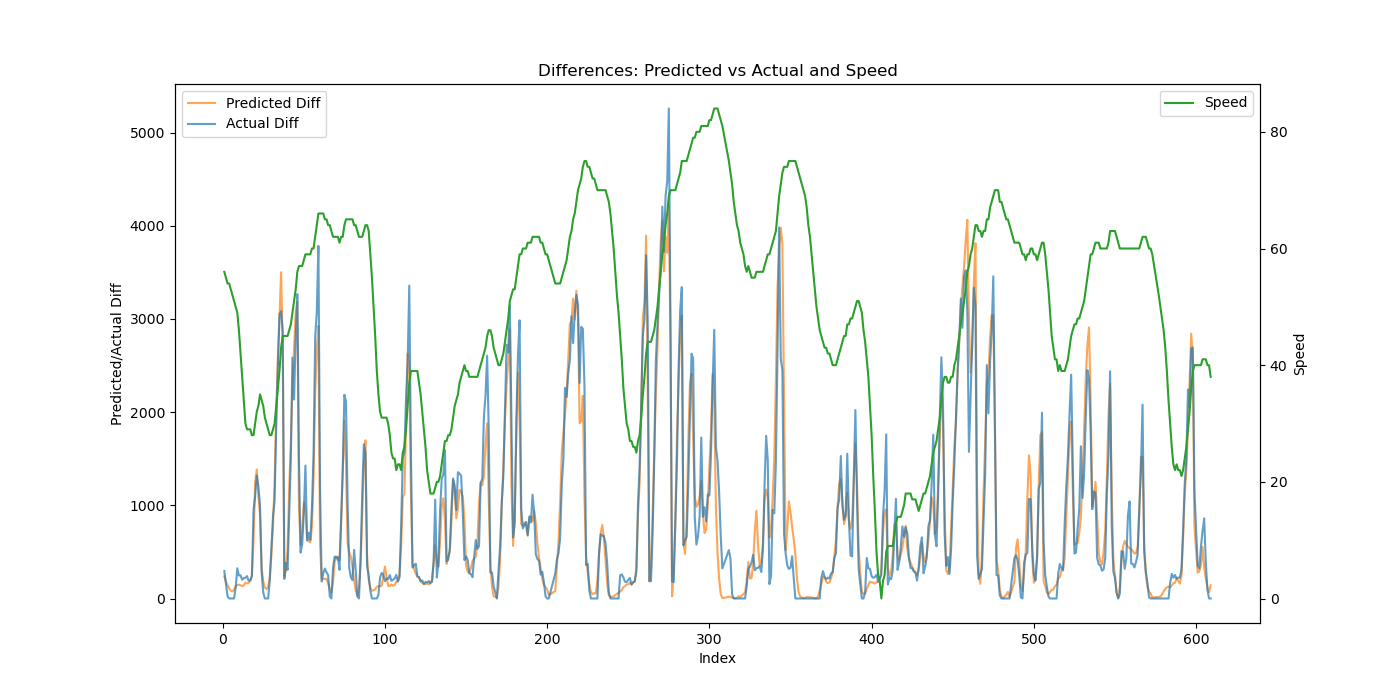 Differences: Predicted vs Actual and Speed
Predicted Diff
Actual Diff
Speed
5000
4000
3000
2000
1000
0
Predicted/Actual Diff
80
60
40
20
0
Speed
0 100 200 300 400 500 600
Index